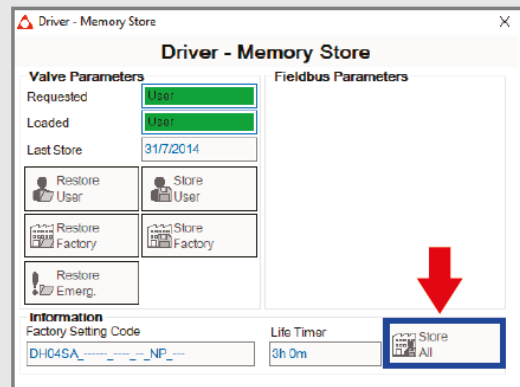 Driver - Memory Store
Driver - Memory Store
Valve Parameters
Requested User
Loaded User
Last Store 31/7/2014
Restore User
Store User
Restore Factory
Store Factory
Restore Emerg.
Fieldbus Parameters
Information
Factory Setting Code
DH04SA_-----_----_--_NP_---
Life Timer
3h 0m
Store All